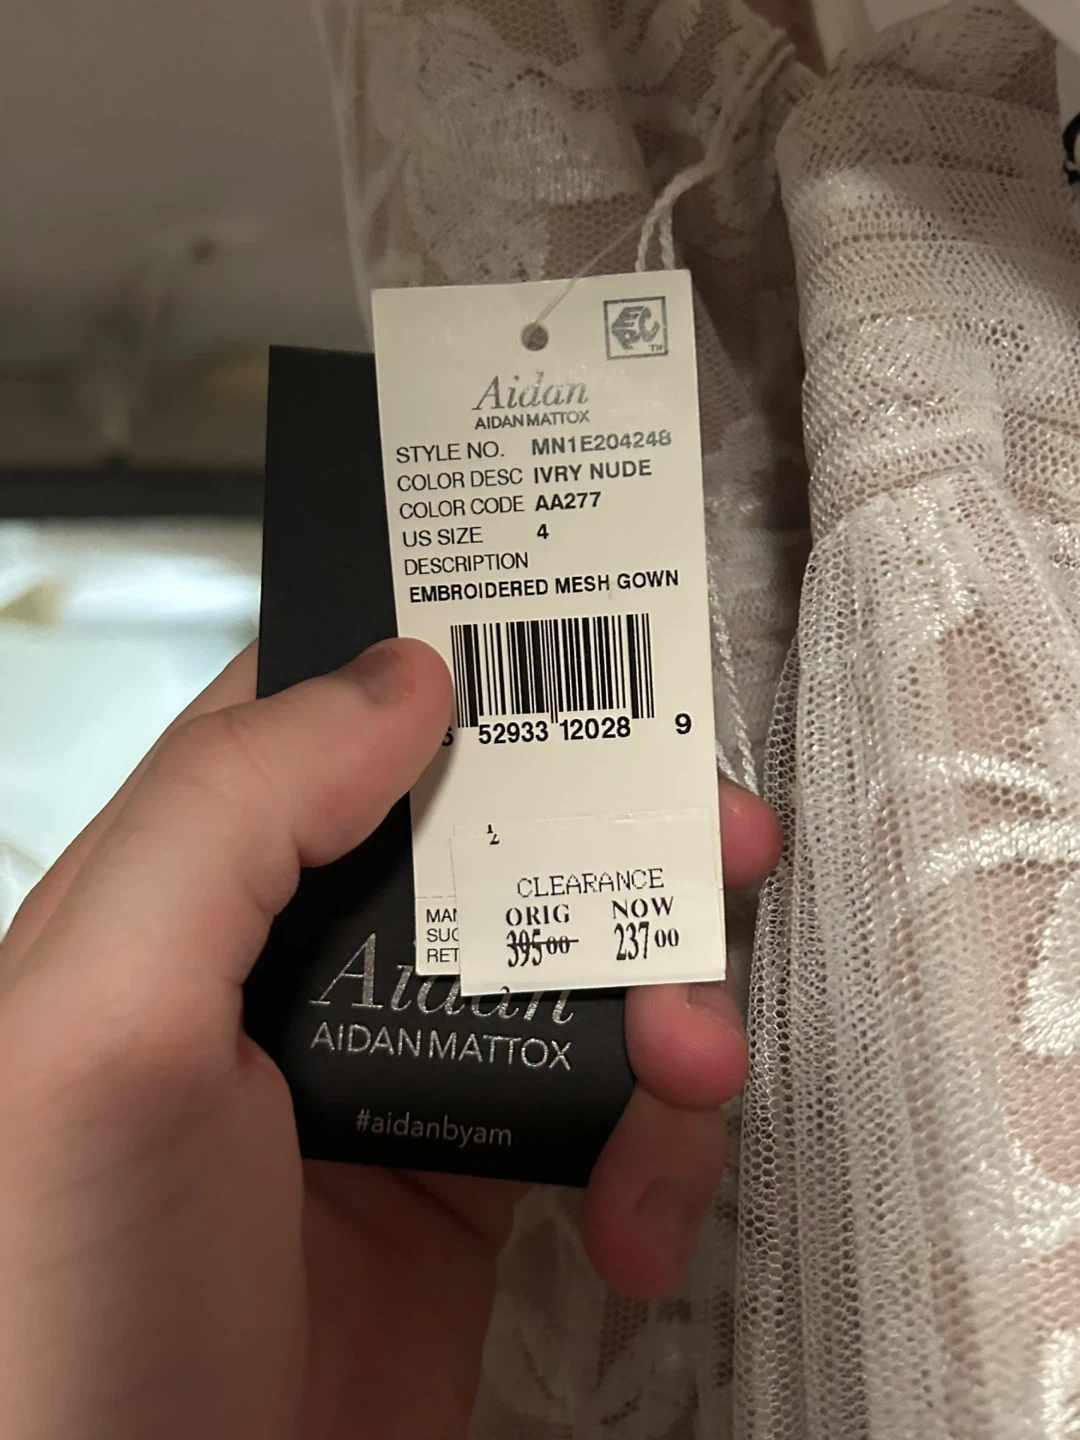 Aidan
AIDAN MATTOX
STYLE NO. MN1E204248
COLOR DESC IVRY NUDE
COLOR CODE AA277
US SIZE 4
DESCRIPTION
EMBROIDERED MESH GOWN
52933 12028 9
CLEARANCE
ORIG NOW
395.00 237.00
Aidan
AIDAN MATTOX
#aidanbyam